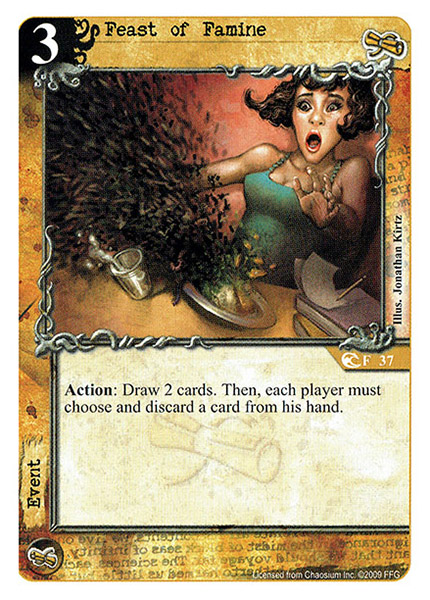 3
Feast of Famine
Illus. Jonathan Kirtz
F 37
Action: Draw 2 cards. Then, each player must
choose and discard a card from his hand.
Event
Licensed from Chaosium Inc. ©2009 FFG